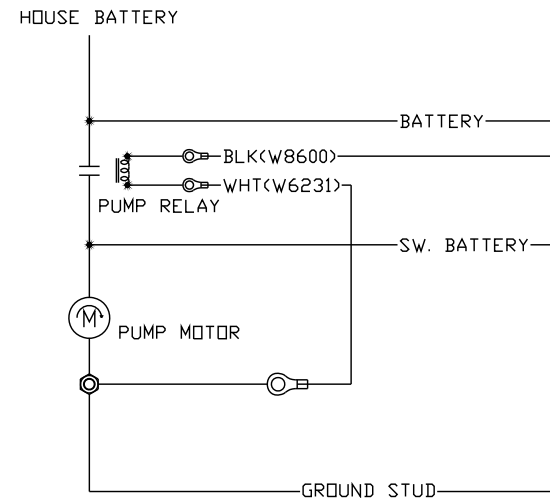 HOUSE BATTERY
BATTERY
BLK(W8600)
WHT(W6231)
PUMP RELAY
SW. BATTERY
M
PUMP MOTOR
GROUND STUD